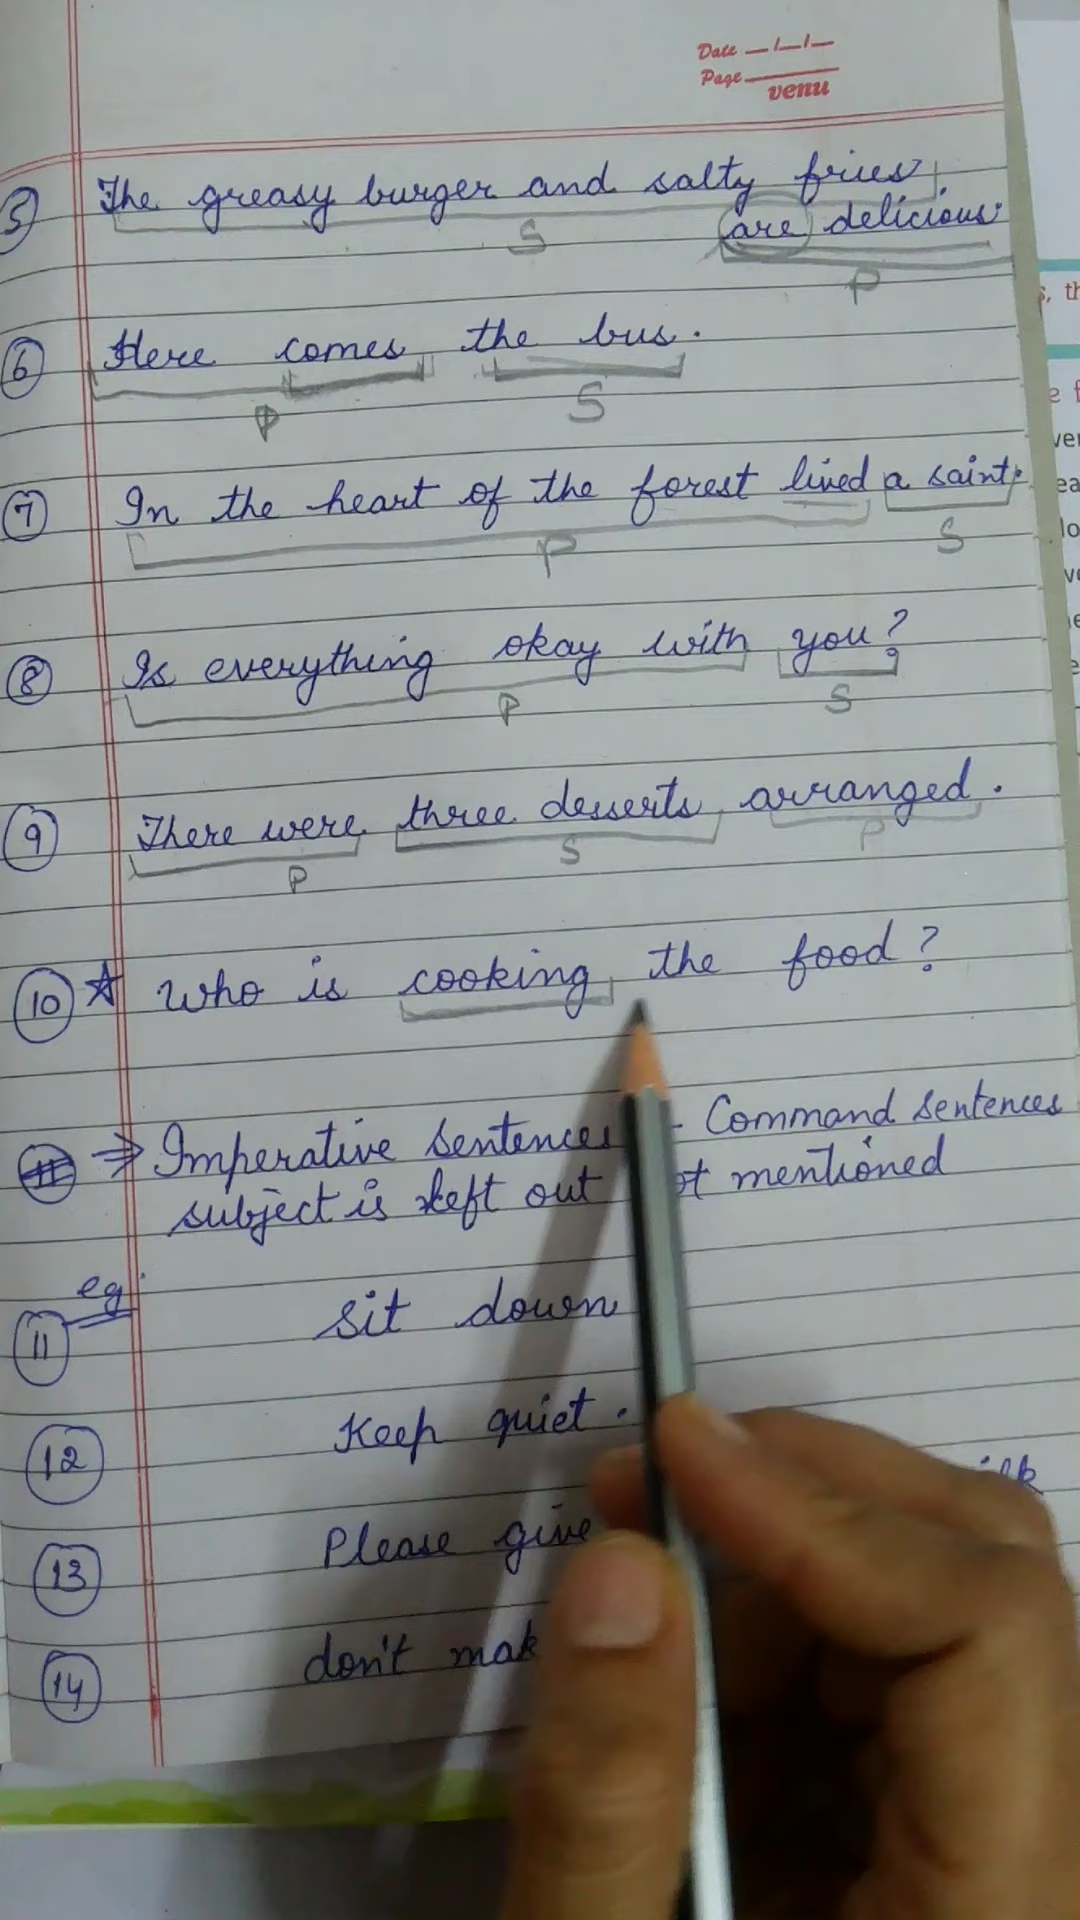 Date _/_/_
Page
venu
5 The greasy burger and salty fries
are delicious.
S
P
6 Here comes the bus.
P S
7 In the heart of the forest lived a saint.
P S
8 Is everything okay with you?
P S
9 There were three desserts arranged.
P S P
10 ☆ Who is cooking the food?
⇒ Imperative sentences - Command sentences
subject is left out mentioned
eg
11 sit down
12 Keep quiet.
13 Please give
14 don't